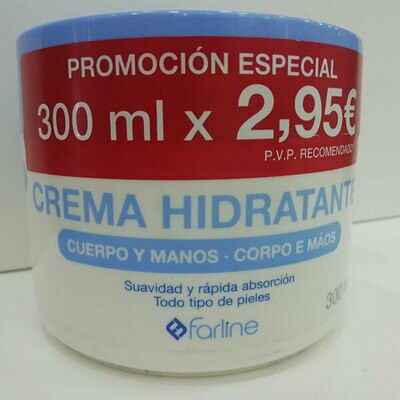 PROMOCIÓN ESPECIAL
300 ml x 2,95€
P.V.P. RECOMENDADO
CREMA HIDRATANTE
CUERPO Y MANOS · CORPO E MÃOS
Suavidad y rápida absorción
Todo tipo de pieles
300
farline